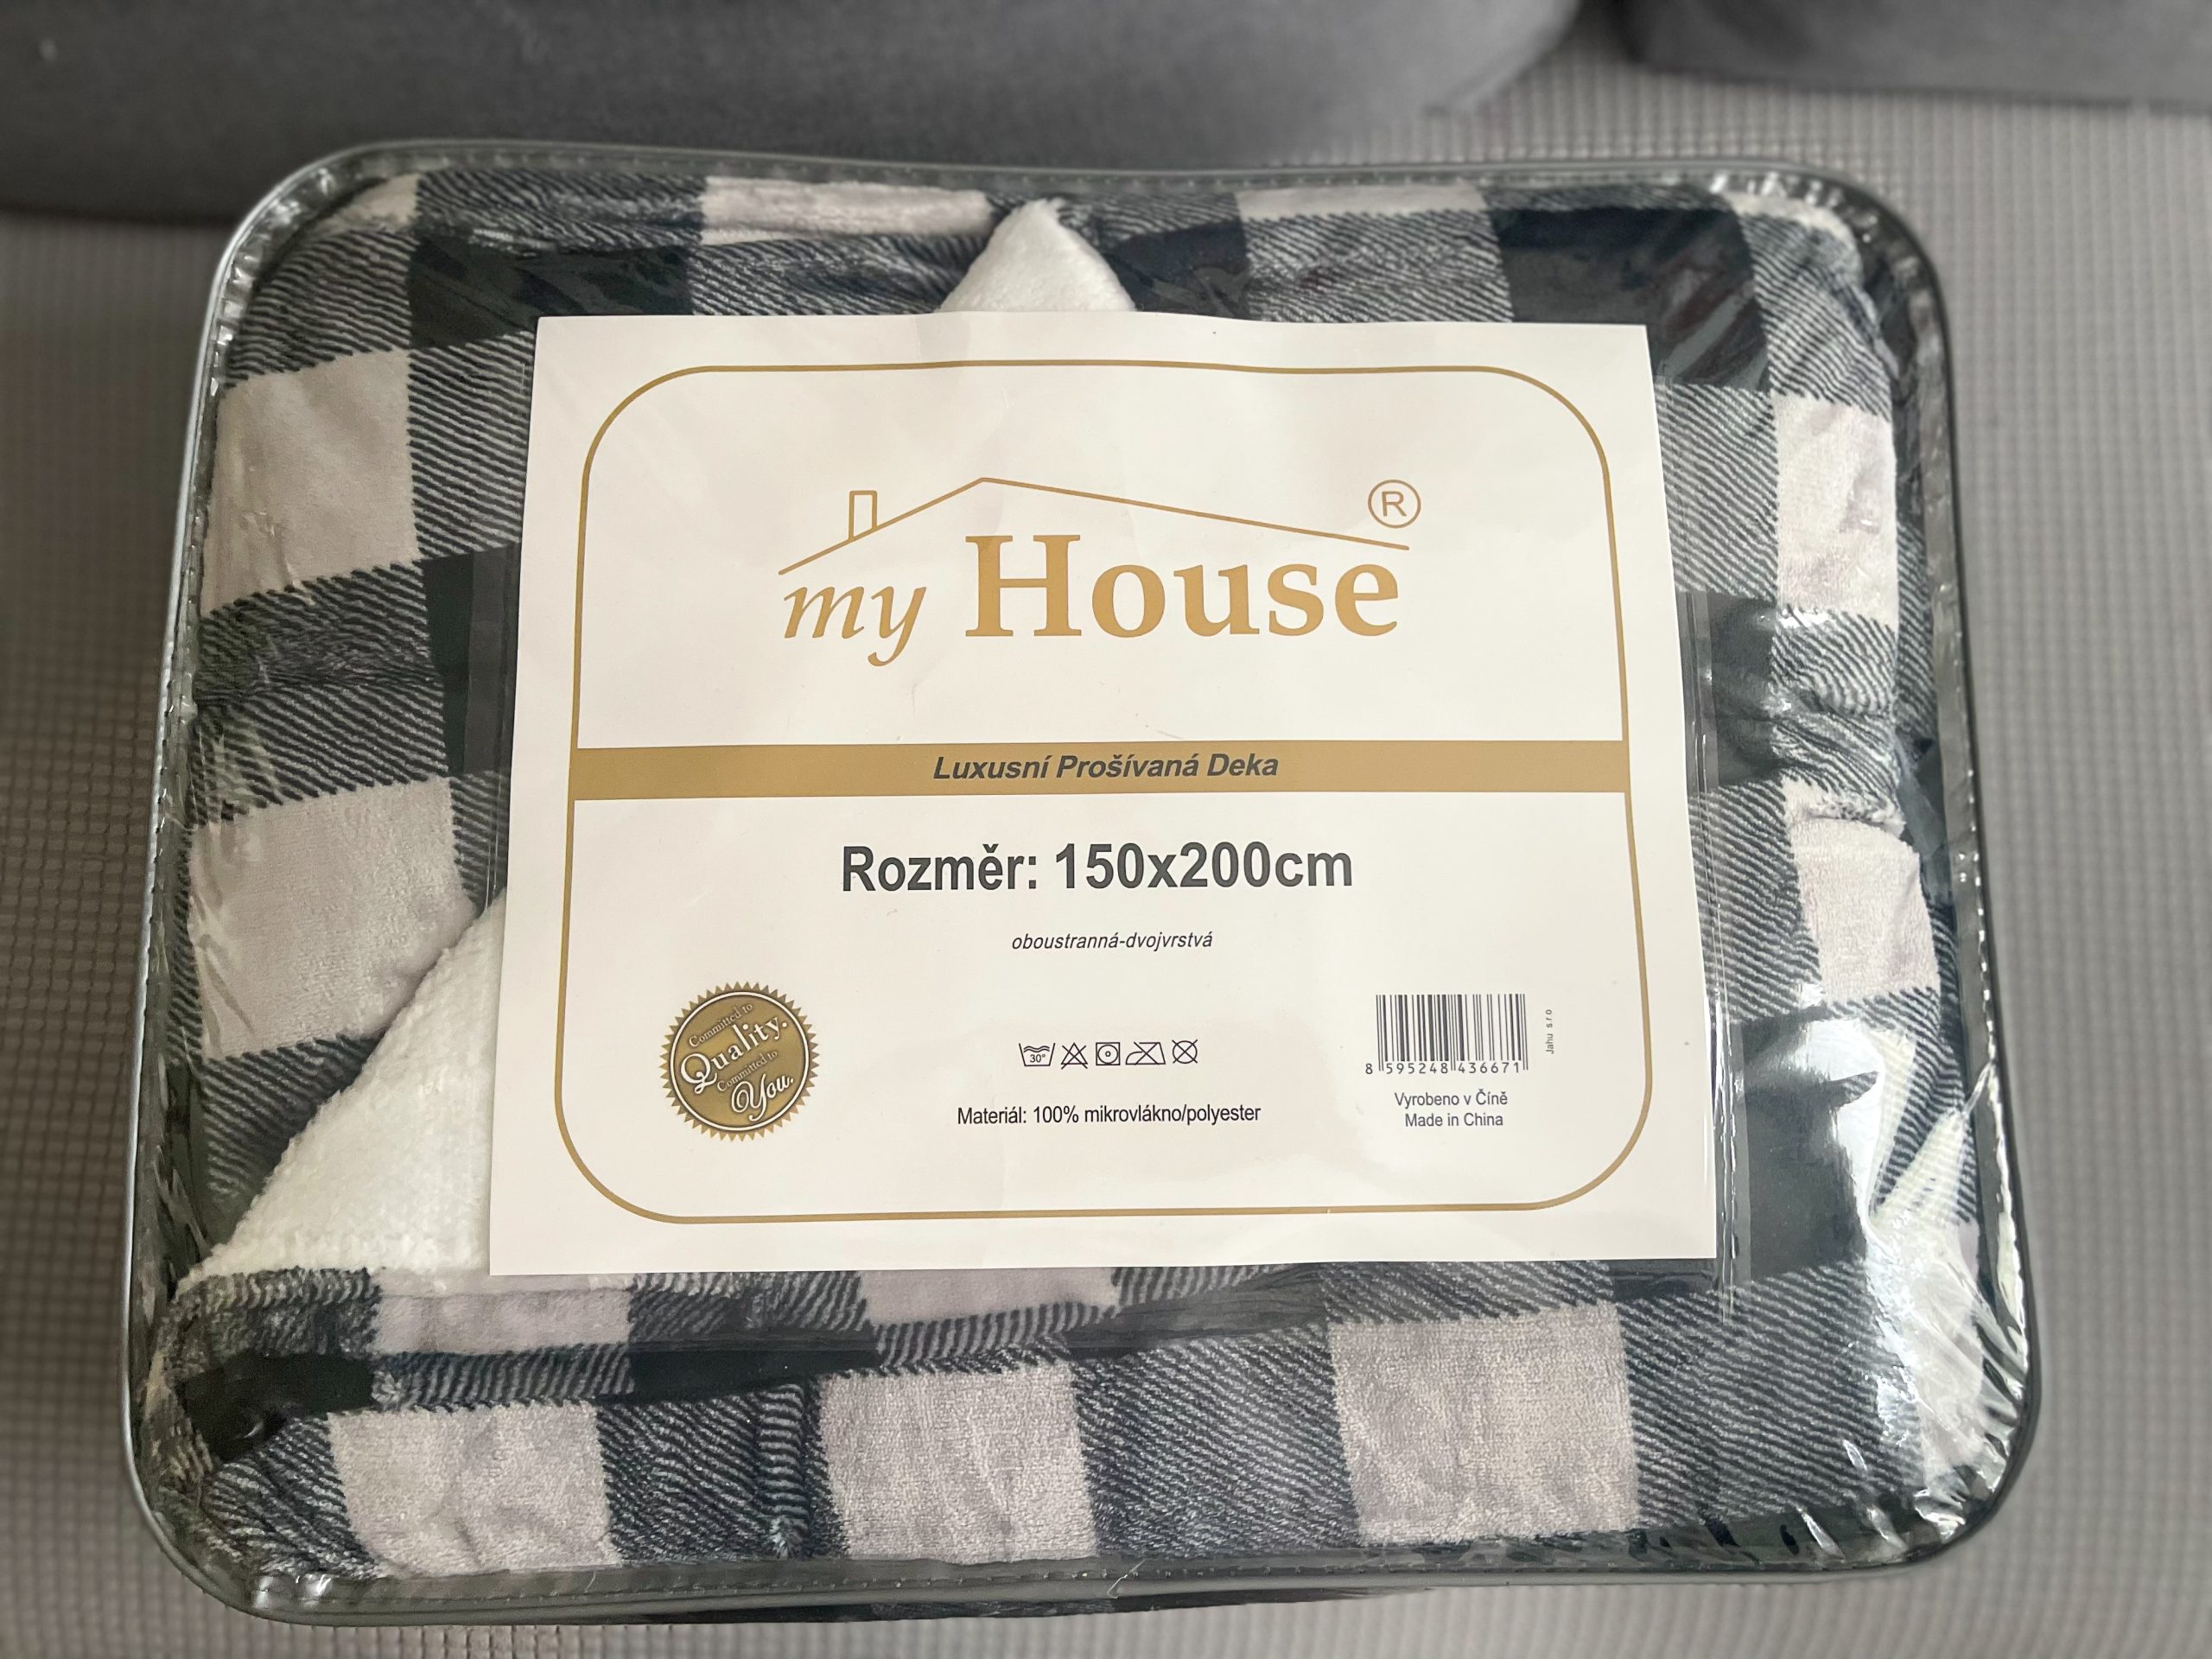 ®
my House
Luxusní Prošívaná Deka
Rozměr: 150x200cm
oboustranná-dvojvrstvá
Committed to
Quality.
Committed to
You.
30°
Materiál: 100% mikrovlákno/polyester
8 595248 436671
Jahu s.r.o
Vyrobeno v Číně
Made in China